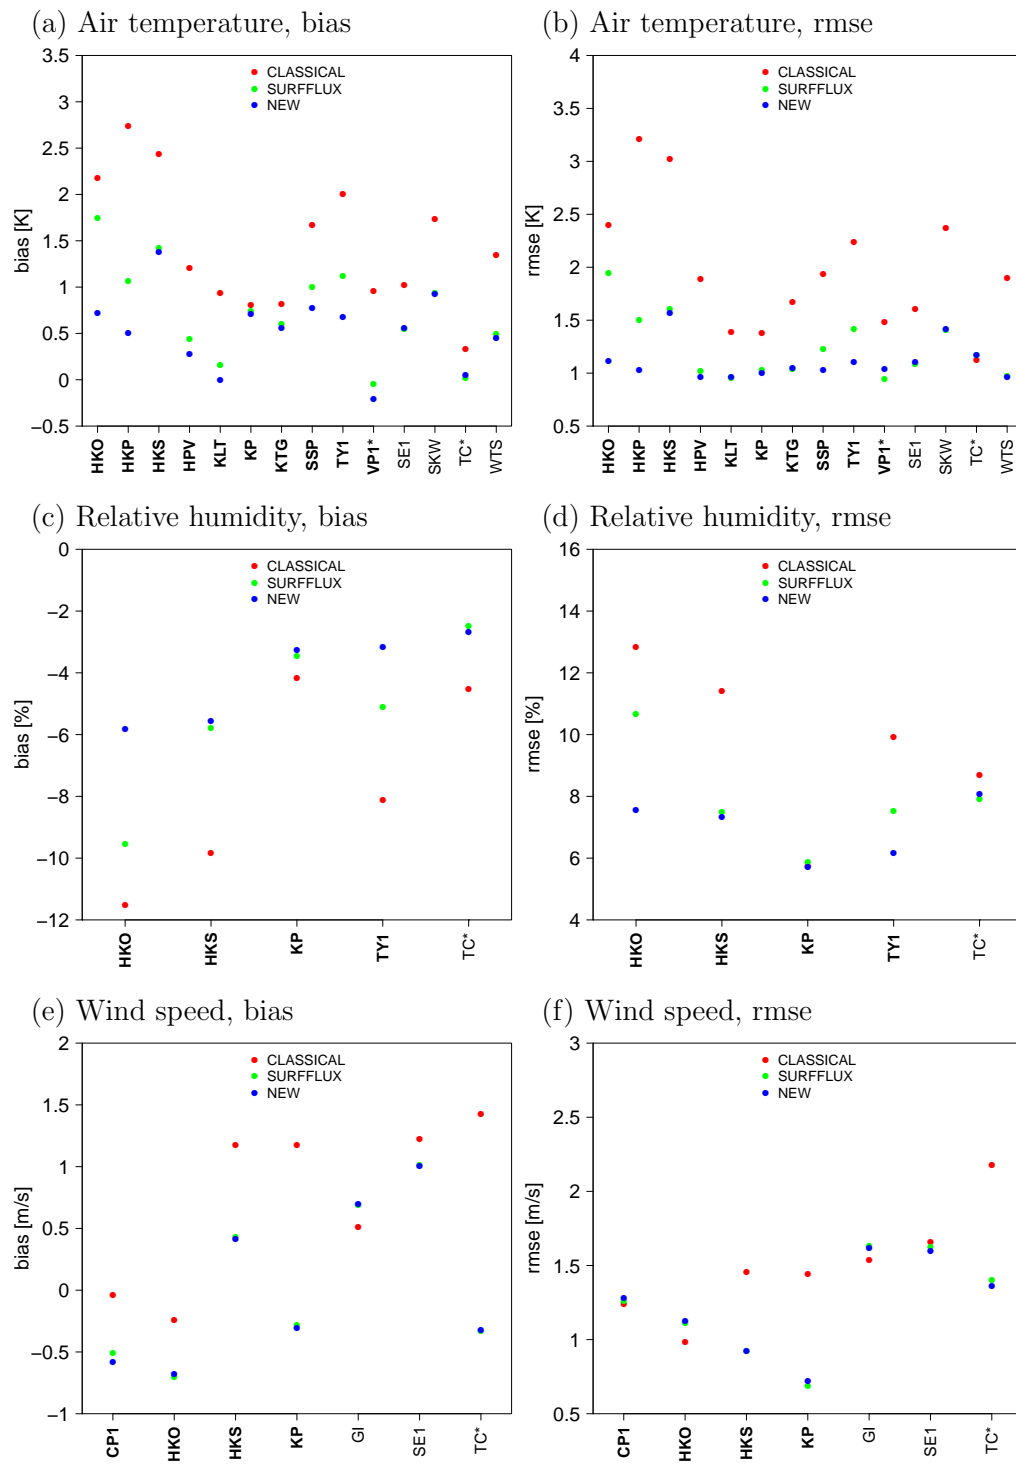 (a) Air temperature, bias
3.5
3
2.5
2
1.5
1
0.5
0
−0.5
bias [K]
CLASSICAL
SURFFLUX
NEW
HKO HKP HKS HPV KLT KP KTG SSP TY1 VP1* SE1 SKW TC* WTS
(b) Air temperature, rmse
4
3.5
3
2.5
2
1.5
1
0.5
rmse [K]
CLASSICAL
SURFFLUX
NEW
HKO HKP HKS HPV KLT KP KTG SSP TY1 VP1* SE1 SKW TC* WTS
(c) Relative humidity, bias
0
−2
−4
−6
−8
−10
−12
bias [%]
CLASSICAL
SURFFLUX
NEW
HKO HKS KP TY1 TC*
(d) Relative humidity, rmse
16
14
12
10
8
6
4
rmse [%]
CLASSICAL
SURFFLUX
NEW
HKO HKS KP TY1 TC*
(e) Wind speed, bias
2
1.5
1
0.5
0
−0.5
−1
bias [m/s]
CLASSICAL
SURFFLUX
NEW
CP1 HKO HKS KP GI SE1 TC*
(f) Wind speed, rmse
3
2.5
2
1.5
1
0.5
rmse [m/s]
CLASSICAL
SURFFLUX
NEW
CP1 HKO HKS KP GI SE1 TC*